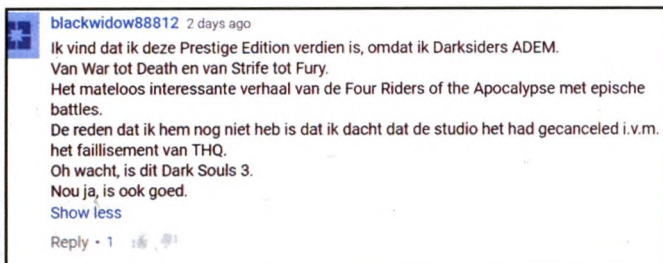 blackwidow88812 2 days ago
Ik vind dat ik deze Prestige Edition verdien is, omdat ik Darksiders ADEM.
Van War tot Death en van Strife tot Fury.
Het mateloos interessante verhaal van de Four Riders of the Apocalypse met epische
battles.
De reden dat ik hem nog niet heb is dat ik dacht dat de studio het had gecanceled i.v.m.
het faillisement van THQ.
Oh wacht, is dit Dark Souls 3.
Nou ja, is ook goed.
Show less
Reply • 1